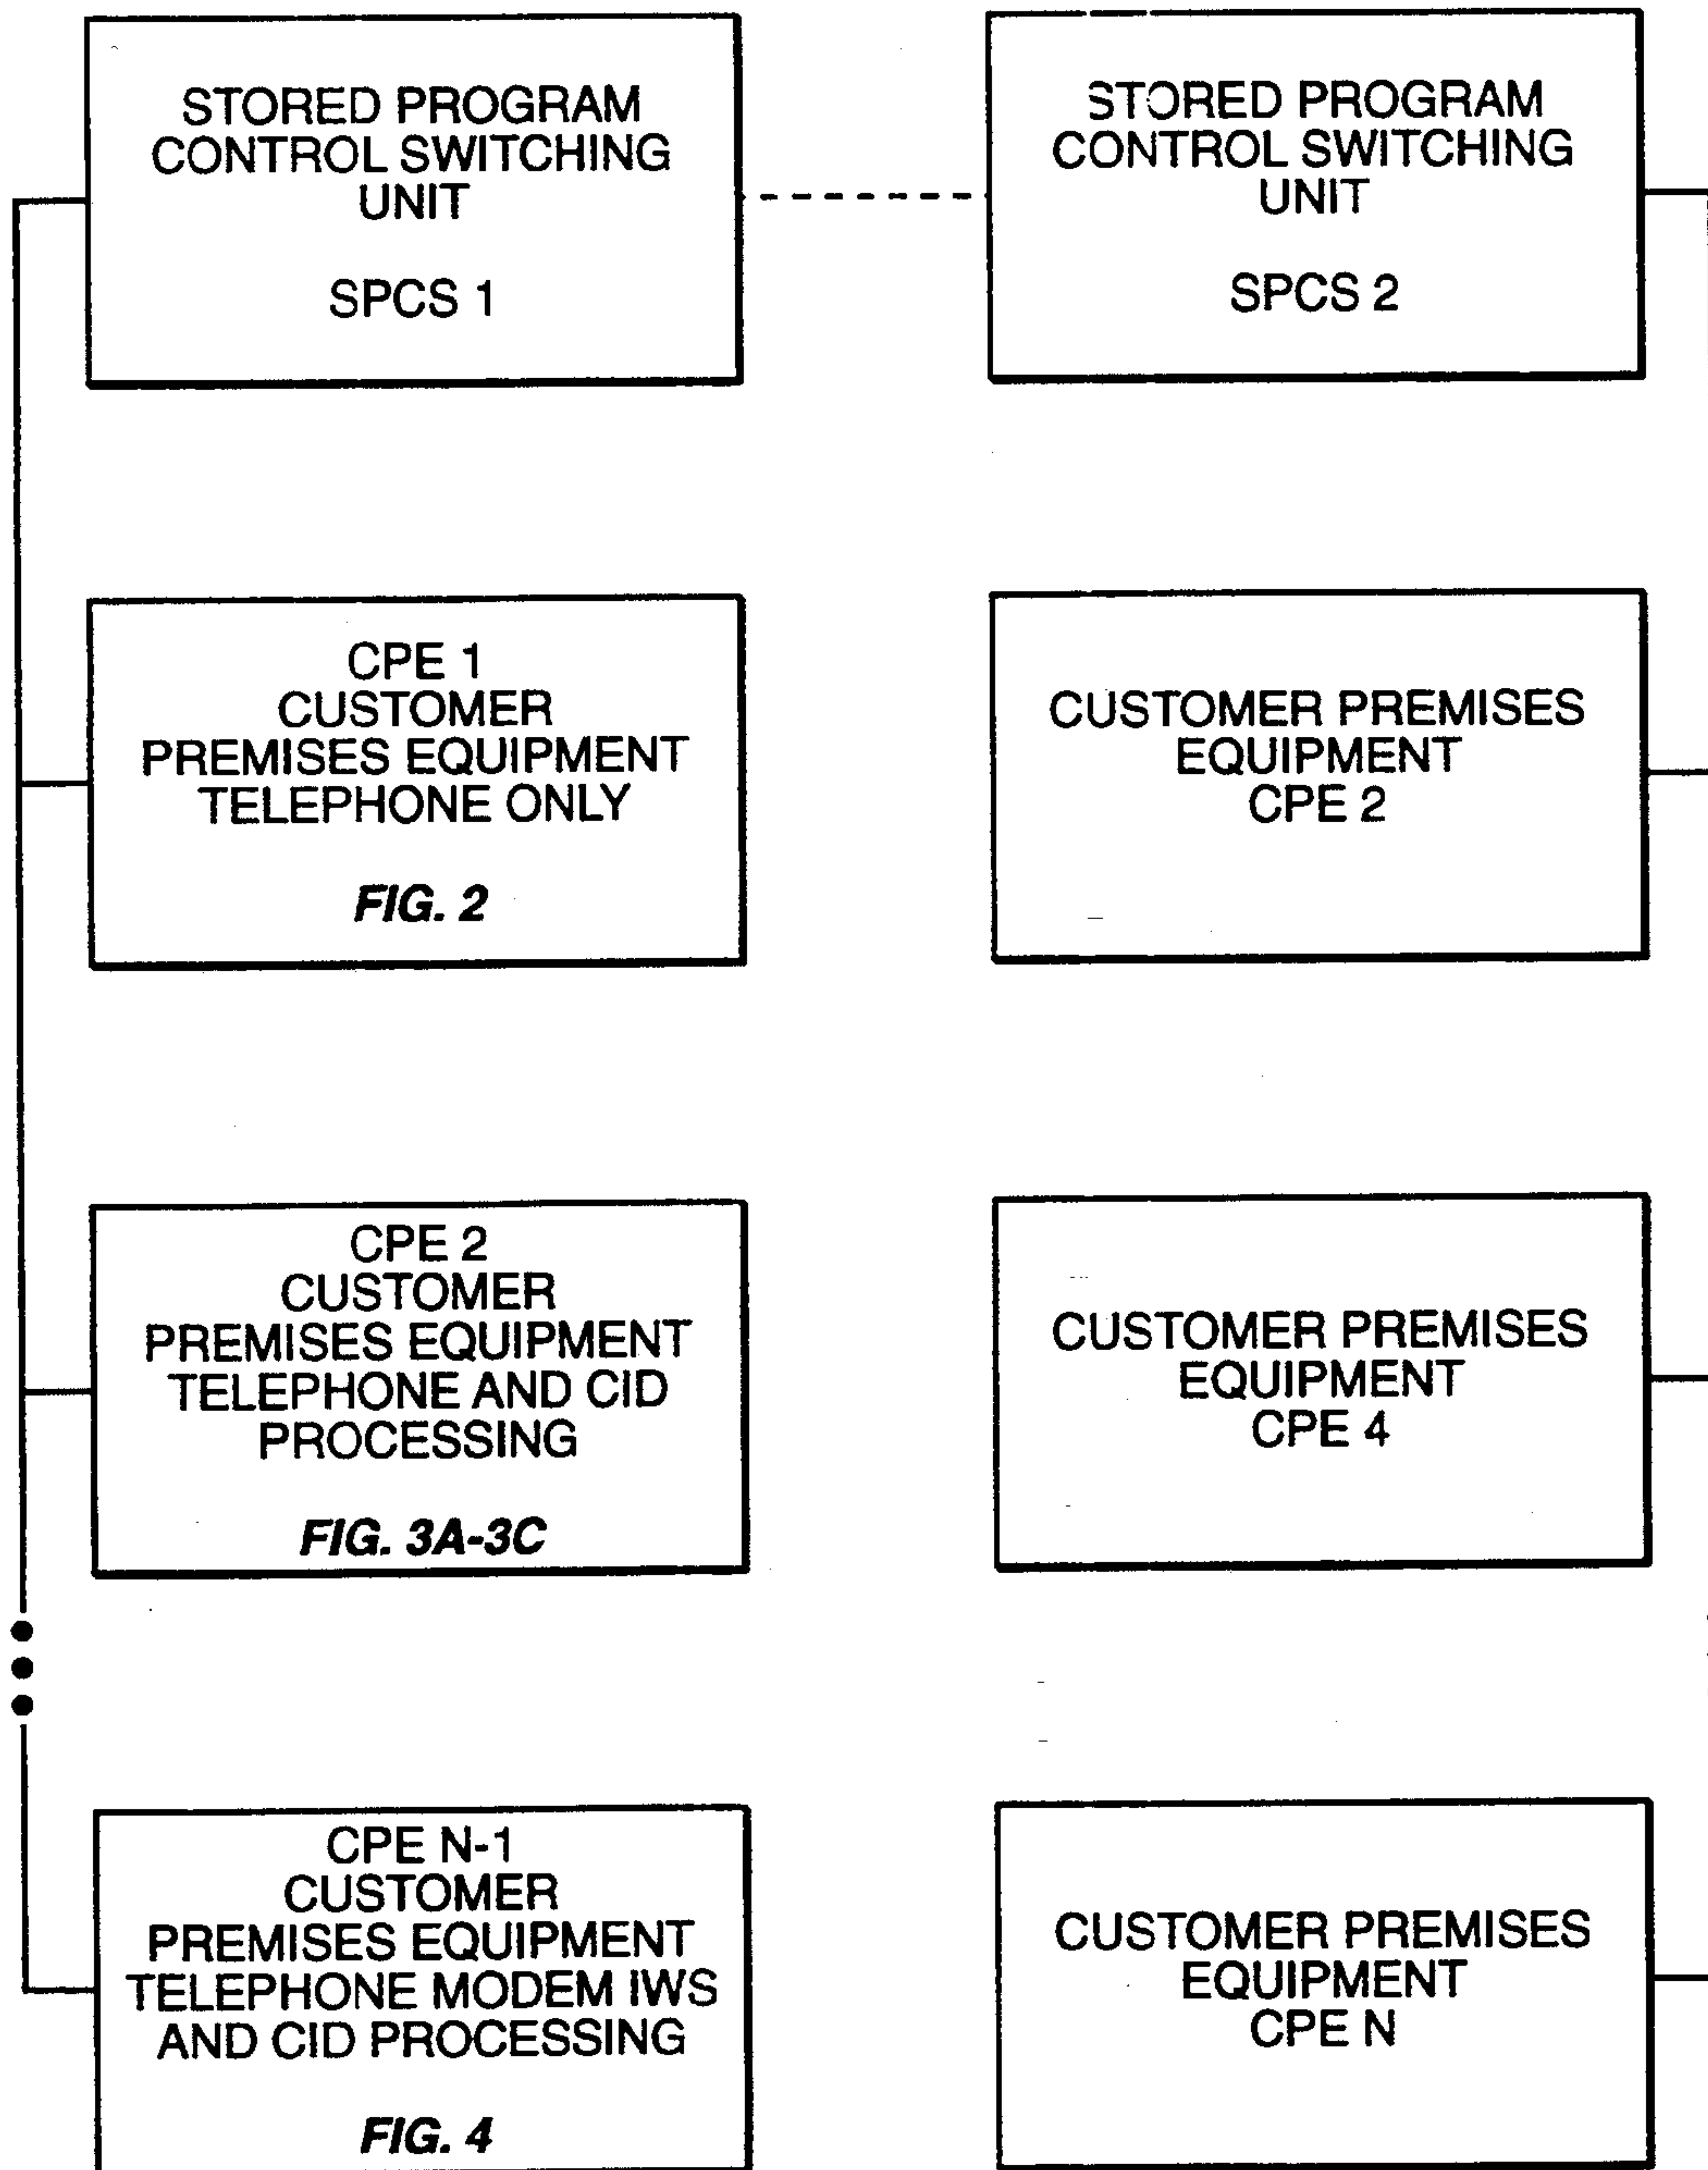 STORED PROGRAM
CONTROL SWITCHING
UNIT
SPCS 1
STORED PROGRAM
CONTROL SWITCHING
UNIT
SPCS 2
CPE 1
CUSTOMER
PREMISES EQUIPMENT
TELEPHONE ONLY
FIG. 2
CUSTOMER PREMISES
EQUIPMENT
CPE 2
CPE 2
CUSTOMER
PREMISES EQUIPMENT
TELEPHONE AND CID
PROCESSING
FIG. 3A-3C
CUSTOMER PREMISES
EQUIPMENT
CPE 4
CPE N-1
CUSTOMER
PREMISES EQUIPMENT
TELEPHONE MODEM IWS
AND CID PROCESSING
FIG. 4
CUSTOMER PREMISES
EQUIPMENT
CPE N